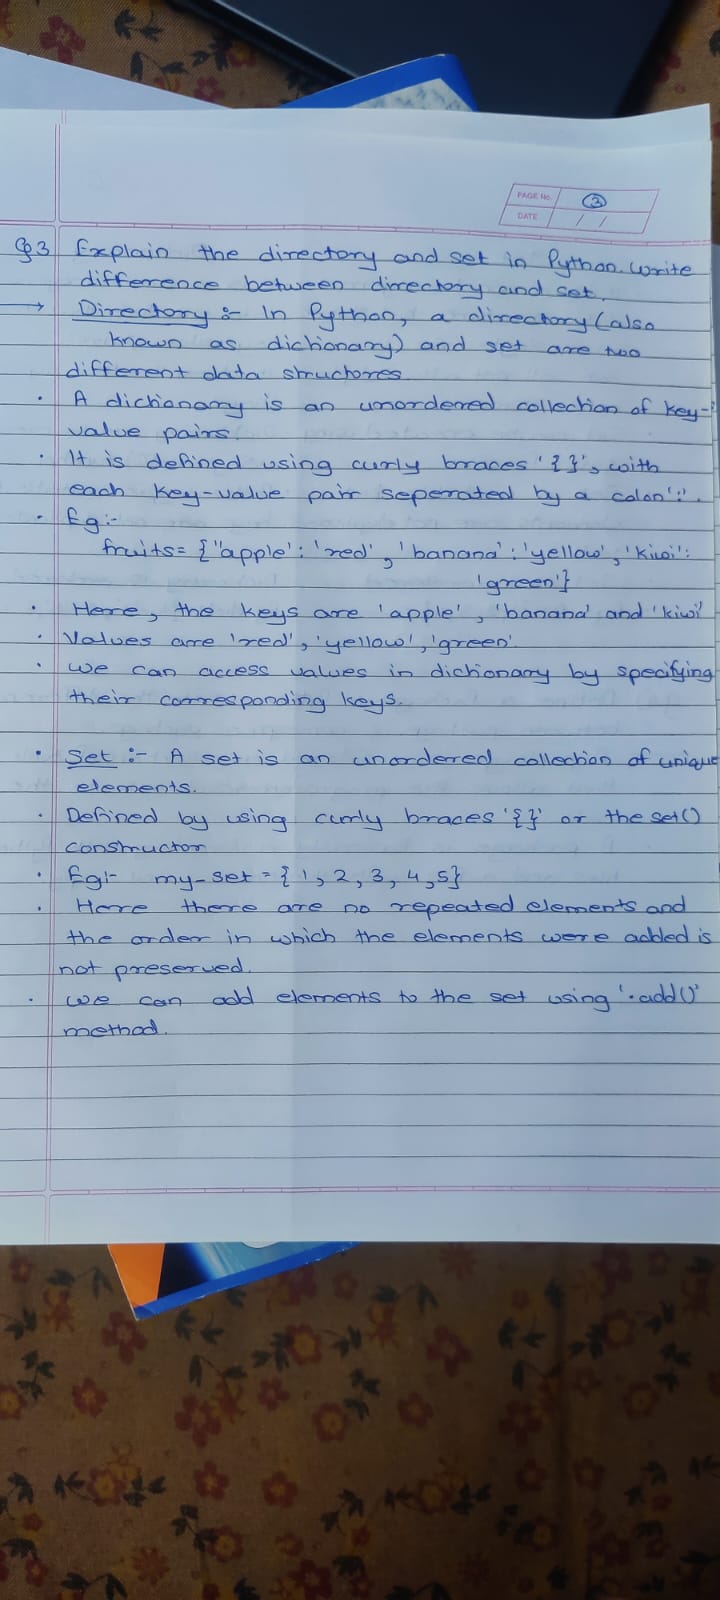 PAGE No. 3
DATE / /
Q3 Explain the directory and set in Python. write
difference between directory and set.
→ Directory :- In Python, a directory (also
known as dictionary) and set are two
different data structores
· A dictionary is an unordered collection of key-
value pairs.
· It is defined using curly braces '{}', with
each key-value pair seperated by a colon':'.
· Eg:-
fruits= {"apple': 'red', 'banana': 'yellow', 'kiwi':
'green'}
· Here, the keys are 'apple', 'banana' and 'kiwi'
· Values are 'red', 'yellow', 'green'.
· we can access values in dictionary by specifying
their corresponding keys.
· Set :- A set is an unordered collection of unique
elements.
· Defined by using curly braces '{}' or the set()
constructor
· Eg:- my-set = {1, 2, 3, 4, 5}
· Here there are no repeated elements and
the order in which the elements were added is
not preserved.
· we can add elements to the set using '.add()'
method.